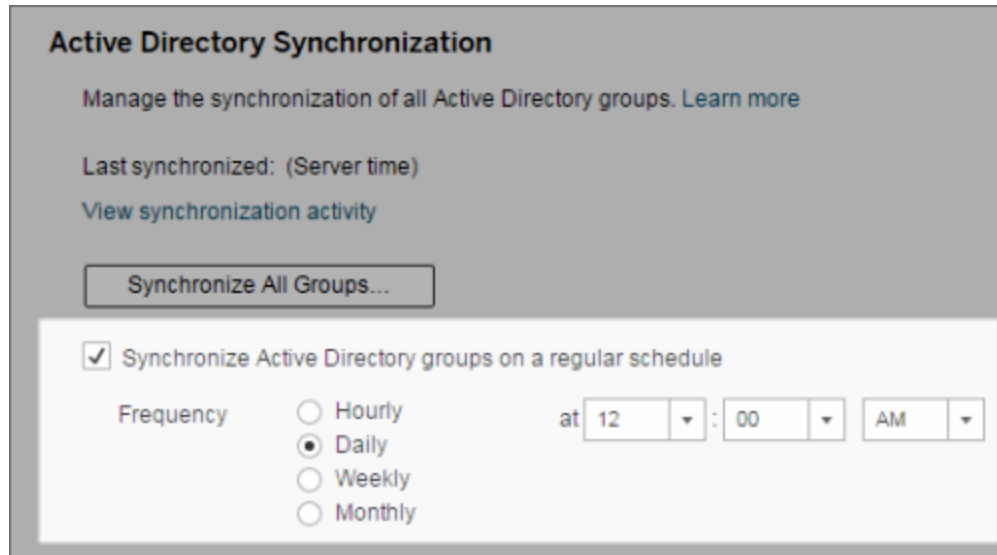 Active Directory Synchronization
Manage the synchronization of all Active Directory groups. Learn more
Last synchronized: (Server time)
View synchronization activity
Synchronize All Groups...
Synchronize Active Directory groups on a regular schedule
Frequency Hourly at 12 : 00 AM
Daily
Weekly
Monthly